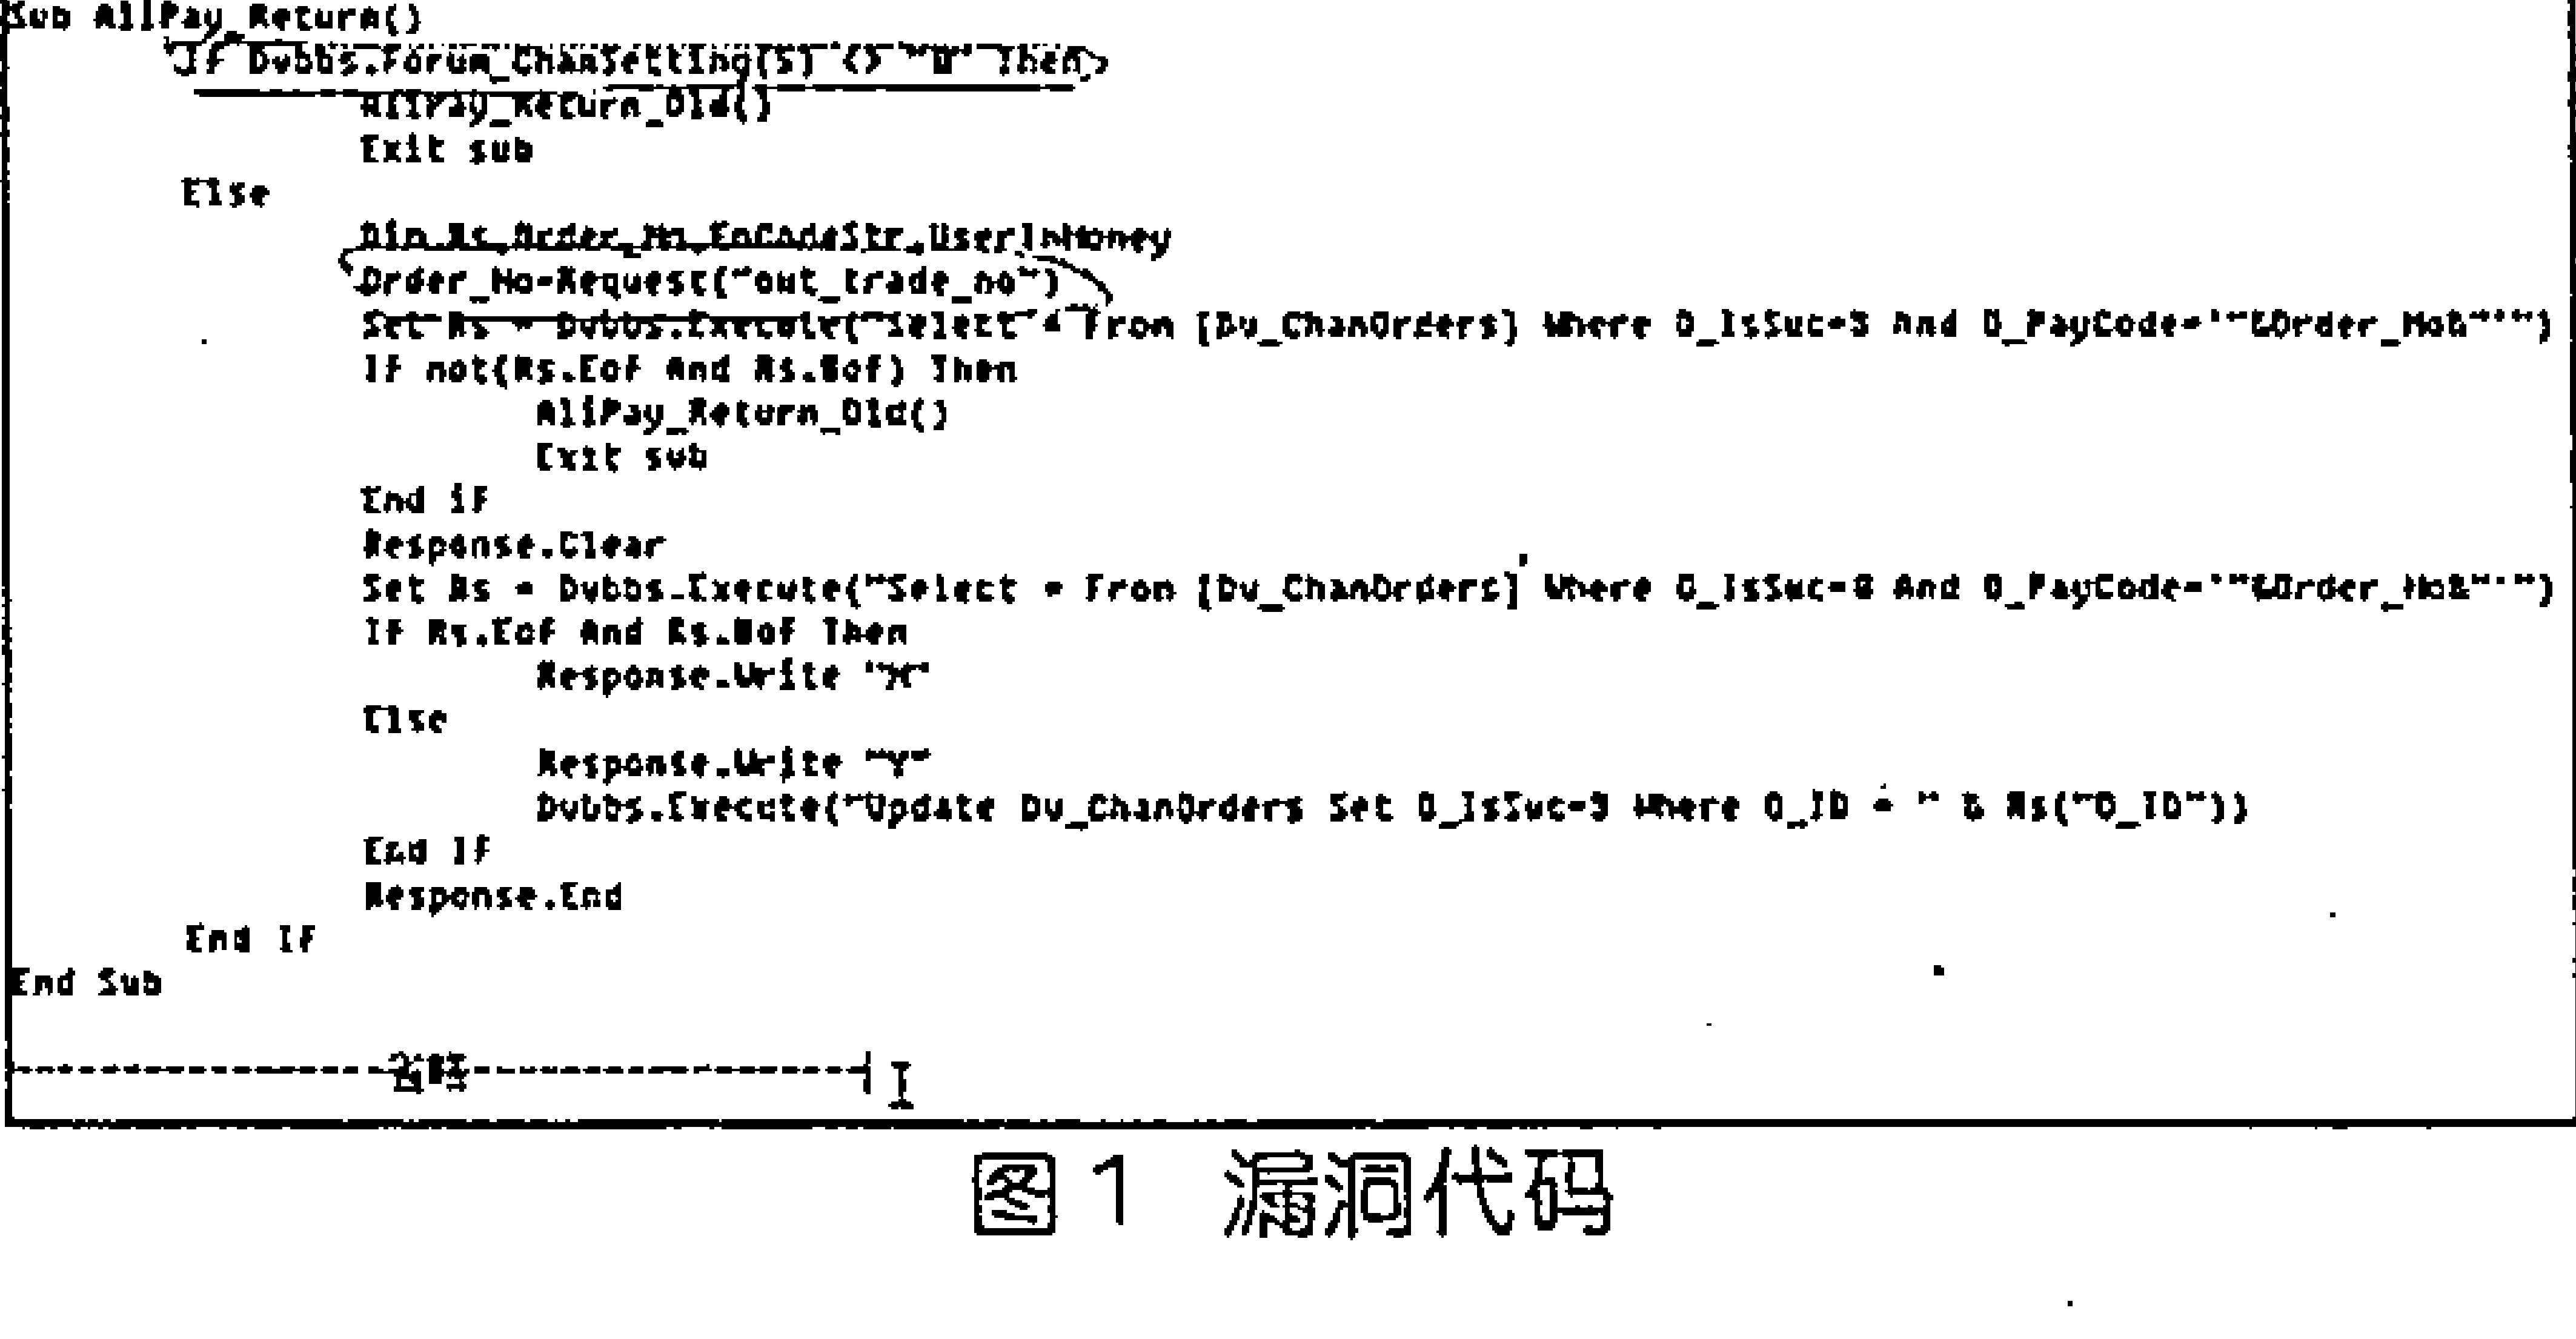 Sub AliPay_Return()
If Dvbbs.Forum_ChanSetting(5) <> "0" Then
AliPay_Return_Old()
Exit sub
Else
Dim Rs,Order_No,EnCodeStr,UserInMoney
Order_No=Request("out_trade_no")
Set Rs = Dvbbs.Execute("Select * From [Dv_ChanOrders] Where O_IsSuc=3 And O_PayCode='"&Order_No&"'")
If not(Rs.Eof And Rs.Bof) Then
AliPay_Return_Old()
Exit sub
End if
Response.Clear
Set Rs = Dvbbs.Execute("Select * From [Dv_ChanOrders] Where O_IsSuc=0 And O_PayCode='"&Order_No&"'")
If Rs.Eof And Rs.Bof Then
Response.Write "N"
Else
Response.Write "Y"
Dvbbs.Execute("Update Dv_ChanOrders Set O_IsSuc=3 Where O_ID = " & Rs("O_ID"))
End If
Response.End
End If
End Sub
图1 漏洞代码